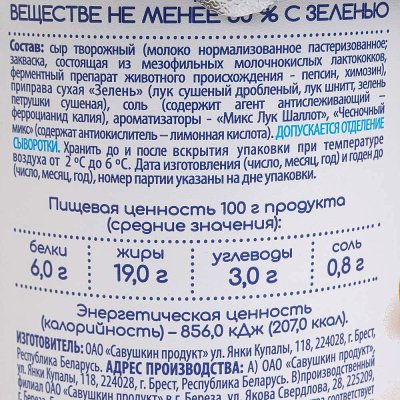 ВЕЩЕСТВЕ НЕ МЕНЕЕ 60 % С ЗЕЛЕНЬЮ
Состав: сыр творожный (молоко нормализованное пастеризованное;
закваска, состоящая из мезофильных молочнокислых лактококков,
ферментный препарат животного происхождения - пепсин, химозин),
приправа сухая «Зелень» (лук сушеный дробленый, лук шнитт, зелень
петрушки сушеная), соль (содержит агент антислеживающий –
ферроцианид калия), ароматизаторы - «Микс Лук Шаллот», «Чесночный
микс» (содержат антиокислитель – лимонная кислота). ДОПУСКАЕТСЯ ОТДЕЛЕНИЕ
СЫВОРОТКИ. Хранить до и после вскрытия упаковки при температуре
воздуха от 2 °С до 6 °С. Дата изготовления (число, месяц, год) и годен до
(число, месяц, год), номер партии указаны на дне упаковки.
Пищевая ценность 100 г продукта
(средние значения):
белки жиры углеводы соль
6,0 г 19,0 г 3,0 г 0,8 г
Энергетическая ценность
(калорийность) – 856,0 кДж (207,0 ккал).
ИЗГОТОВИТЕЛЬ: ОАО «Савушкин продукт» ул. Янки Купалы, 118, 224028, г. Брест,
Республика Беларусь. АДРЕС ПРОИЗВОДСТВА: А) ОАО «Савушкин
продукт» ул. Янки Купалы, 118, 224028, г. Брест, Республика Беларусь. В)производственный
филиал ОАО «Савушкин продукт» ул. Якова Свердлова, 28, 225209,